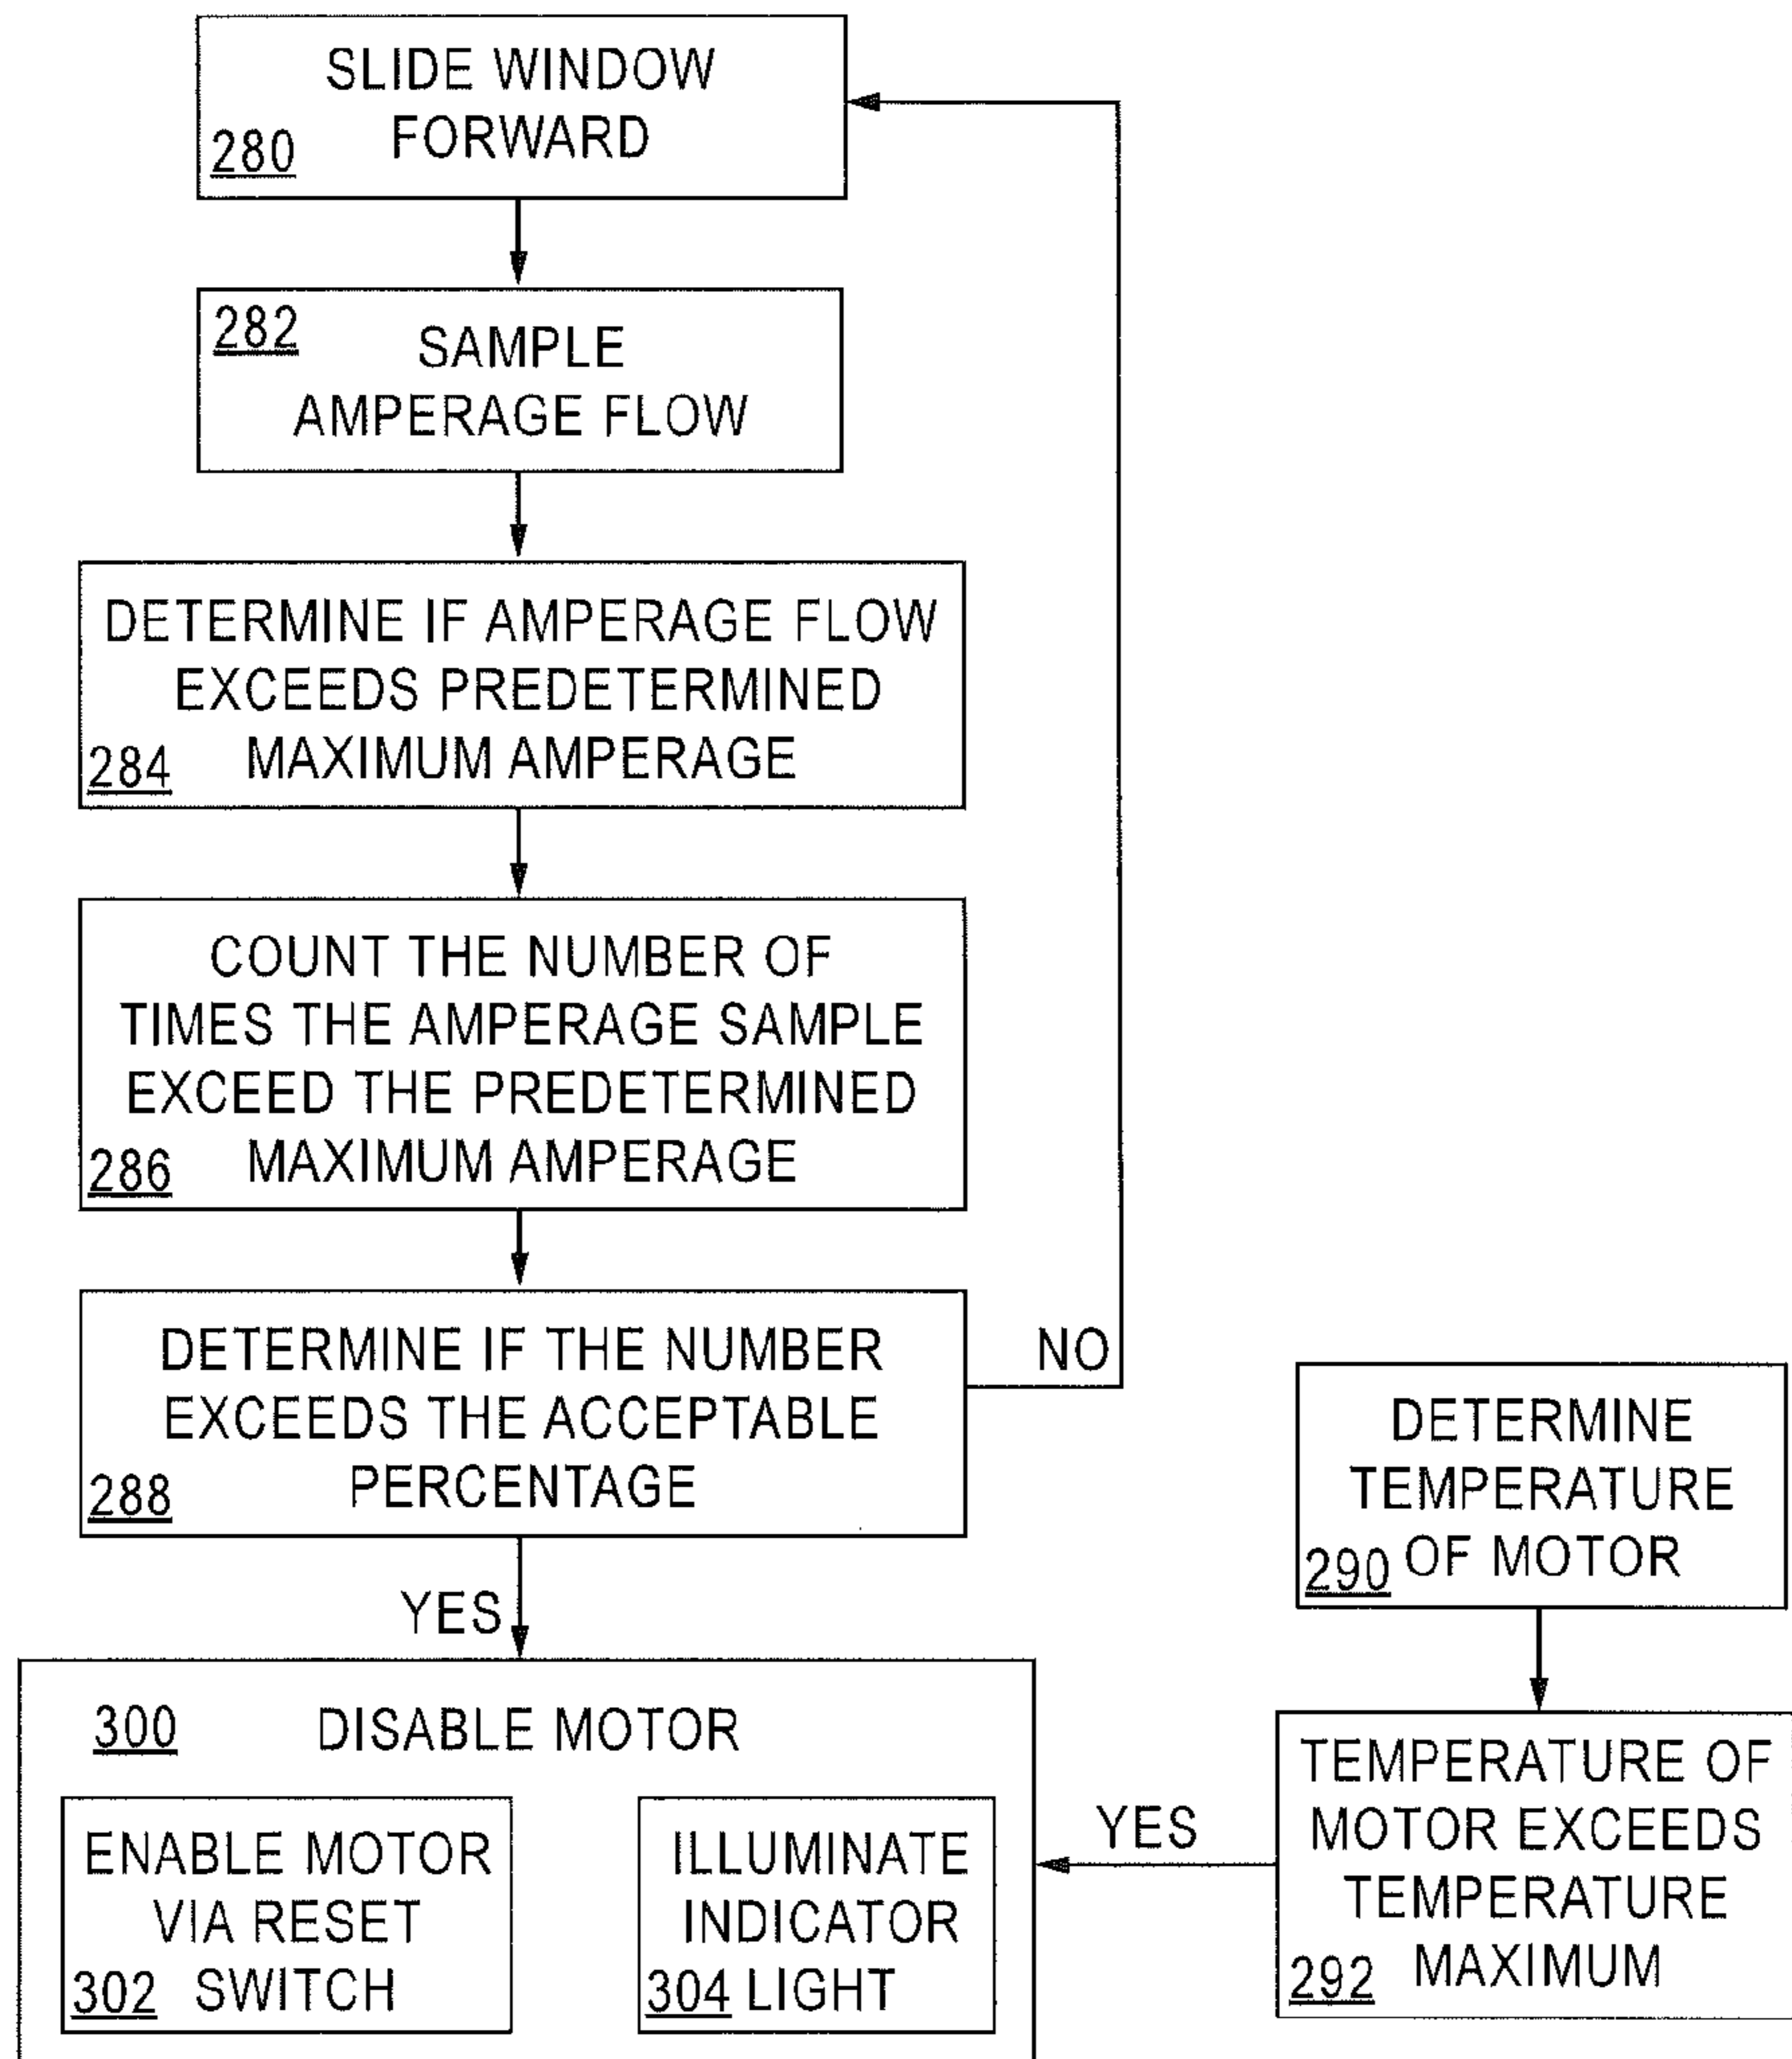 SLIDE WINDOW
FORWARD
280
282
SAMPLE
AMPERAGE FLOW
DETERMINE IF AMPERAGE FLOW
EXCEEDS PREDETERMINED
MAXIMUM AMPERAGE
284
COUNT THE NUMBER OF
TIMES THE AMPERAGE SAMPLE
EXCEED THE PREDETERMINED
MAXIMUM AMPERAGE
286
DETERMINE IF THE NUMBER
EXCEEDS THE ACCEPTABLE
PERCENTAGE
288
NO
YES
DETERMINE
TEMPERATURE
290 OF MOTOR
TEMPERATURE OF
MOTOR EXCEEDS
TEMPERATURE
MAXIMUM
292
YES
300 DISABLE MOTOR
ENABLE MOTOR
VIA RESET
302 SWITCH
ILLUMINATE
INDICATOR
304 LIGHT